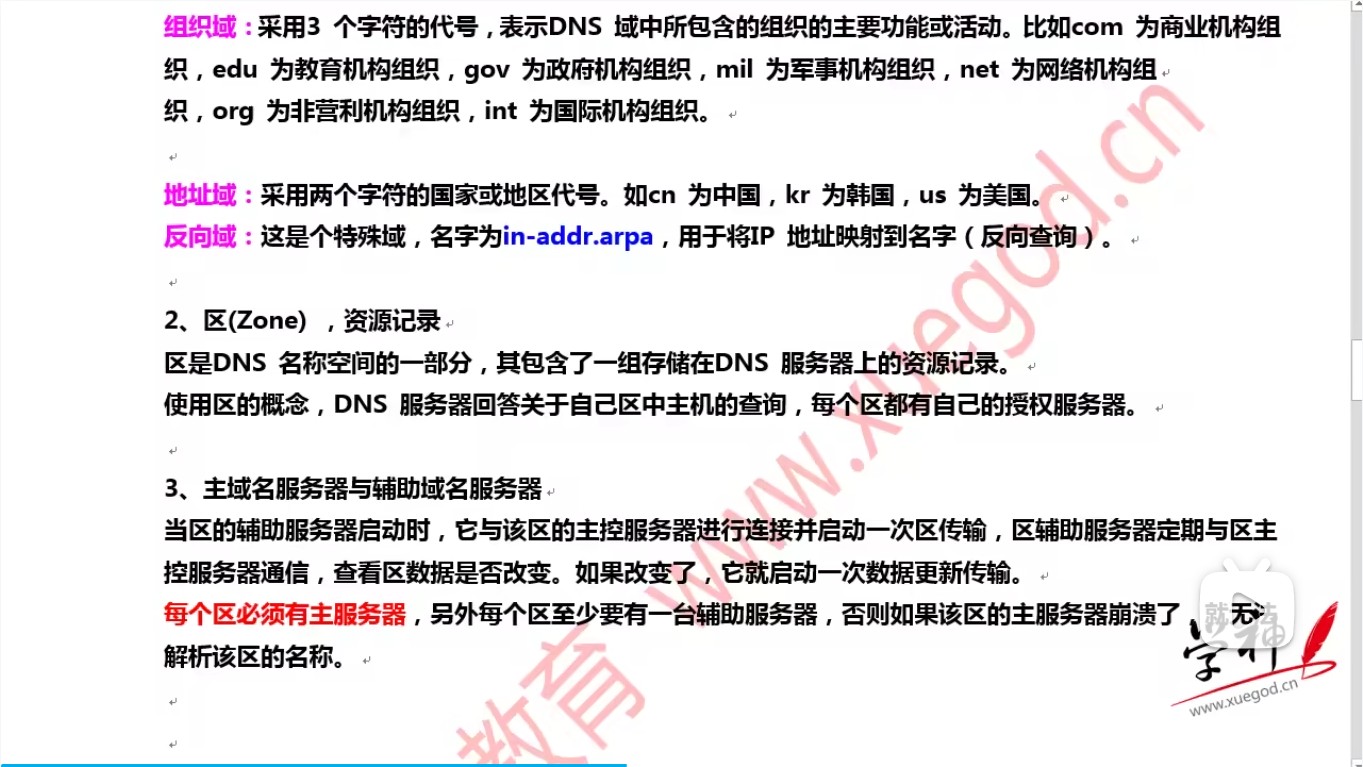 组织域：采用3 个字符的代号，表示DNS 域中所包含的组织的主要功能或活动。比如com 为商业机构组
织，edu 为教育机构组织，gov 为政府机构组织，mil 为军事机构组织，net 为网络机构组
织，org 为非营利机构组织，int 为国际机构组织。
地址域：采用两个字符的国家或地区代号。如cn 为中国，kr 为韩国，us 为美国。
反向域：这是个特殊域，名字为in-addr.arpa，用于将IP 地址映射到名字（反向查询）。
2、区(Zone) ，资源记录
区是DNS 名称空间的一部分，其包含了一组存储在DNS 服务器上的资源记录。
使用区的概念，DNS 服务器回答关于自己区中主机的查询，每个区都有自己的授权服务器。
3、主域名服务器与辅助域名服务器
当区的辅助服务器启动时，它与该区的主控服务器进行连接并启动一次区传输，区辅助服务器定期与区主
控服务器通信，查看区数据是否改变。如果改变了，它就启动一次数据更新传输。
每个区必须有主服务器，另外每个区至少要有一台辅助服务器，否则如果该区的主服务器崩溃了 就无法
解析该区的名称。
教育 www.xuegod.cn
学神
www.xuegod.cn